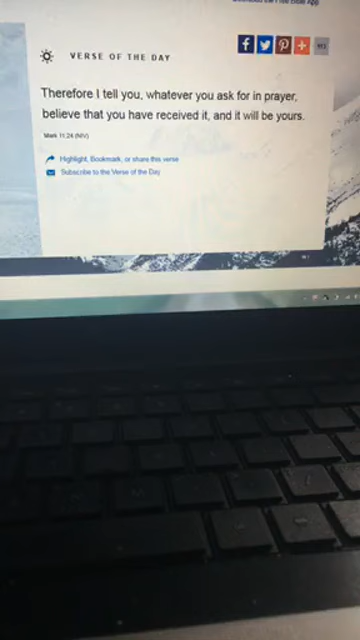 VERSE OF THE DAY
Therefore I tell you, whatever you ask for in prayer,
believe that you have received it, and it will be yours.
Mark 11:24 (NIV)
Highlight, Bookmark, or share this verse
Subscribe to the Verse of the Day